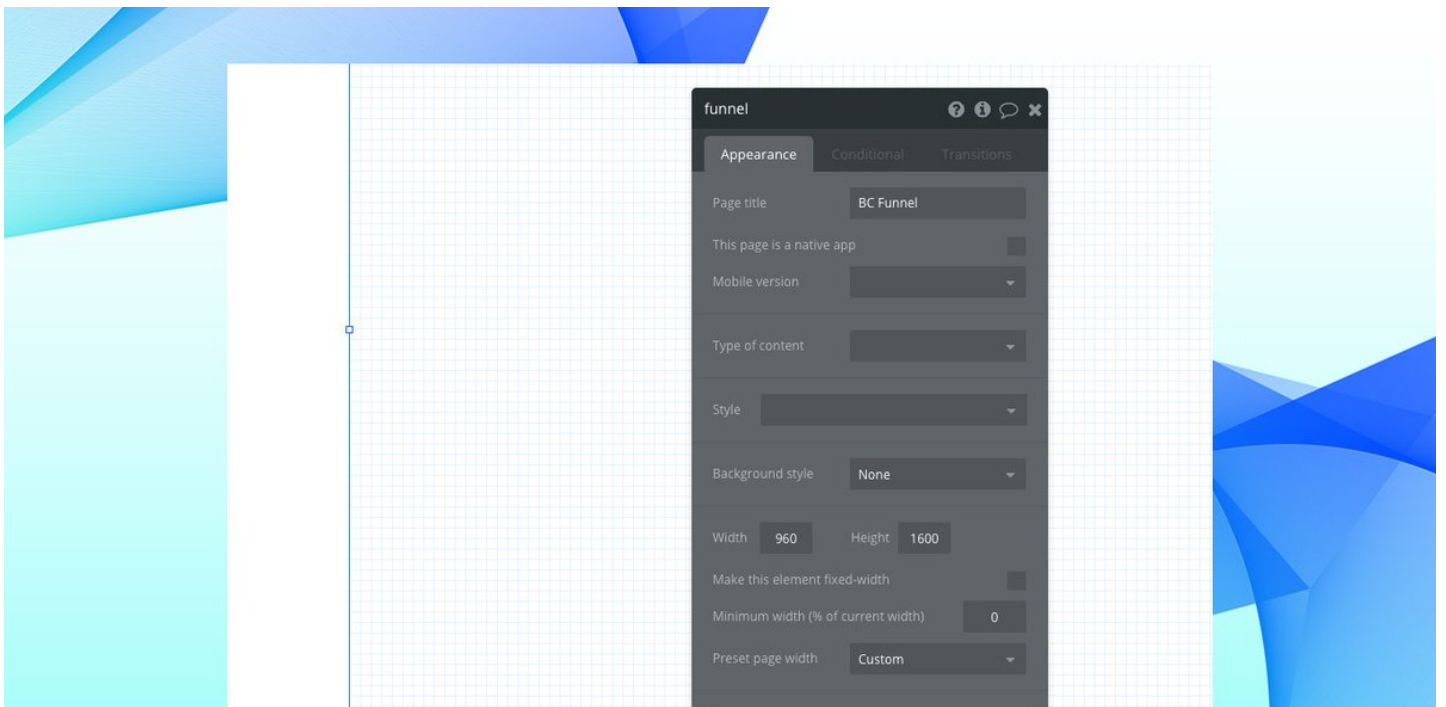 funnel
Appearance Conditional Transitions
Page title BC Funnel
This page is a native app
Mobile version
Type of content
Style
Background style None
Width 960 Height 1600
Make this element fixed-width
Minimum width (% of current width) 0
Preset page width Custom